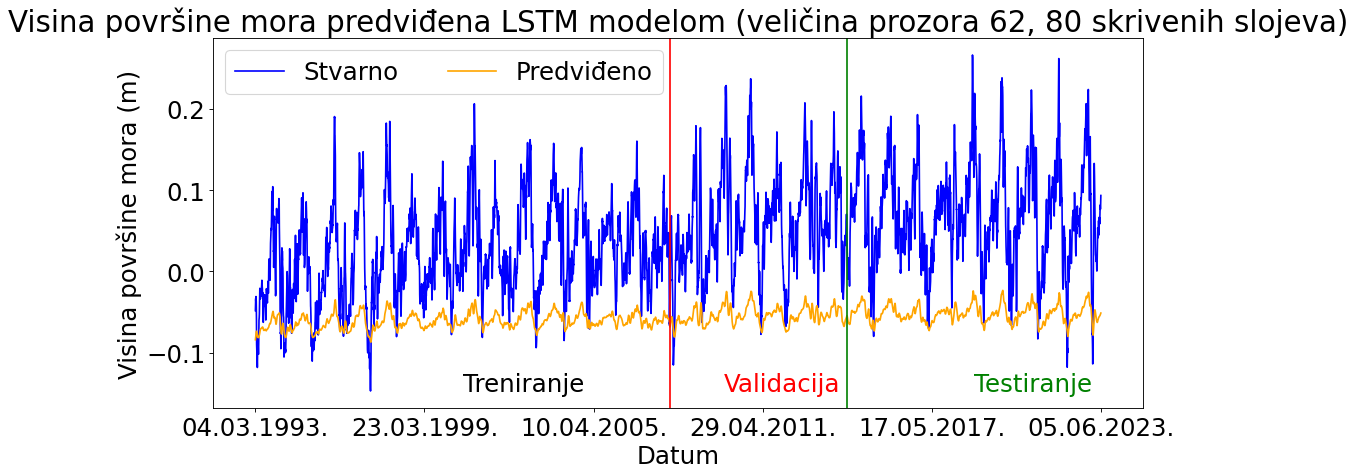 Visina površine mora predviđena LSTM modelom (veličina prozora 62, 80 skrivenih slojeva)
Stvarno
Predviđeno
Visina površine mora (m)
0.2
0.1
0.0
−0.1
Treniranje
Validacija
Testiranje
04.03.1993.
23.03.1999.
10.04.2005.
29.04.2011.
17.05.2017.
05.06.2023.
Datum